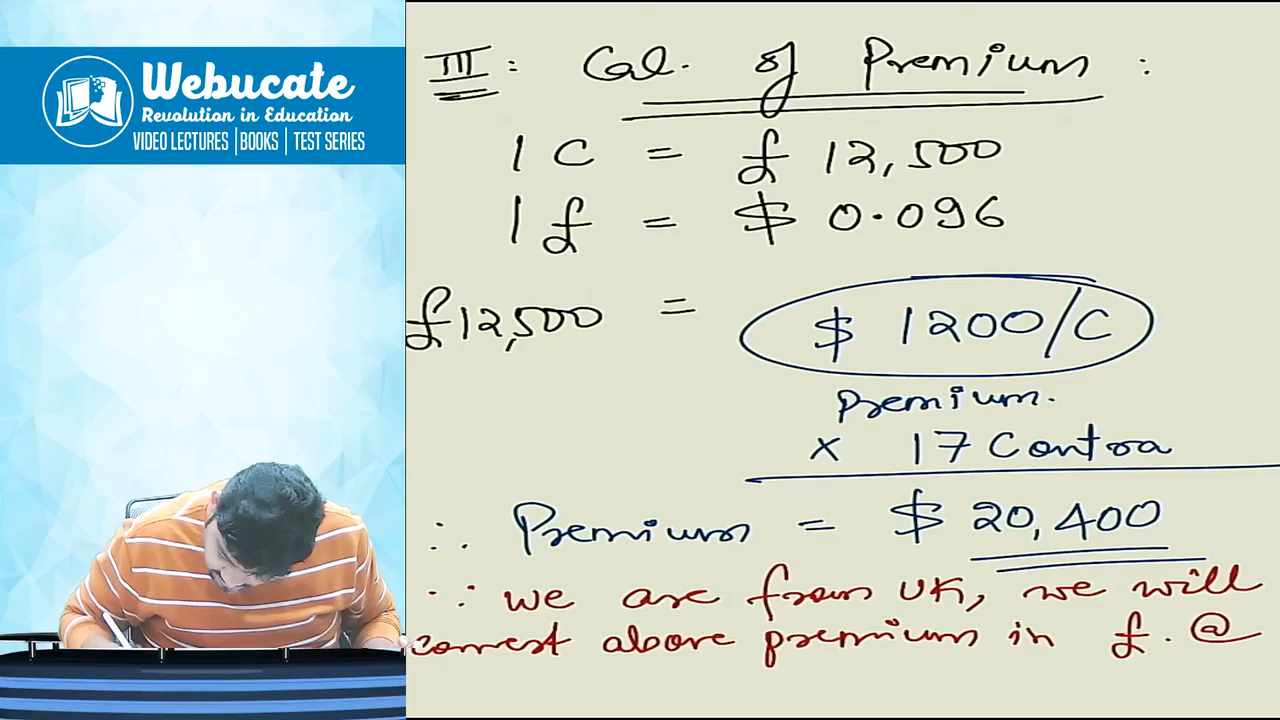 Webucate
Revolution in Education
VIDEO LECTURES | BOOKS | TEST SERIES
III : Cal. of Premium :
1 C = £ 12,500
1 £ = $ 0.096
£12,500 = $ 1200/C
Premium.
x 17 Contra
∴ Premium = $ 20,400
∵ we are from UK, we will
convest above premium in £. @